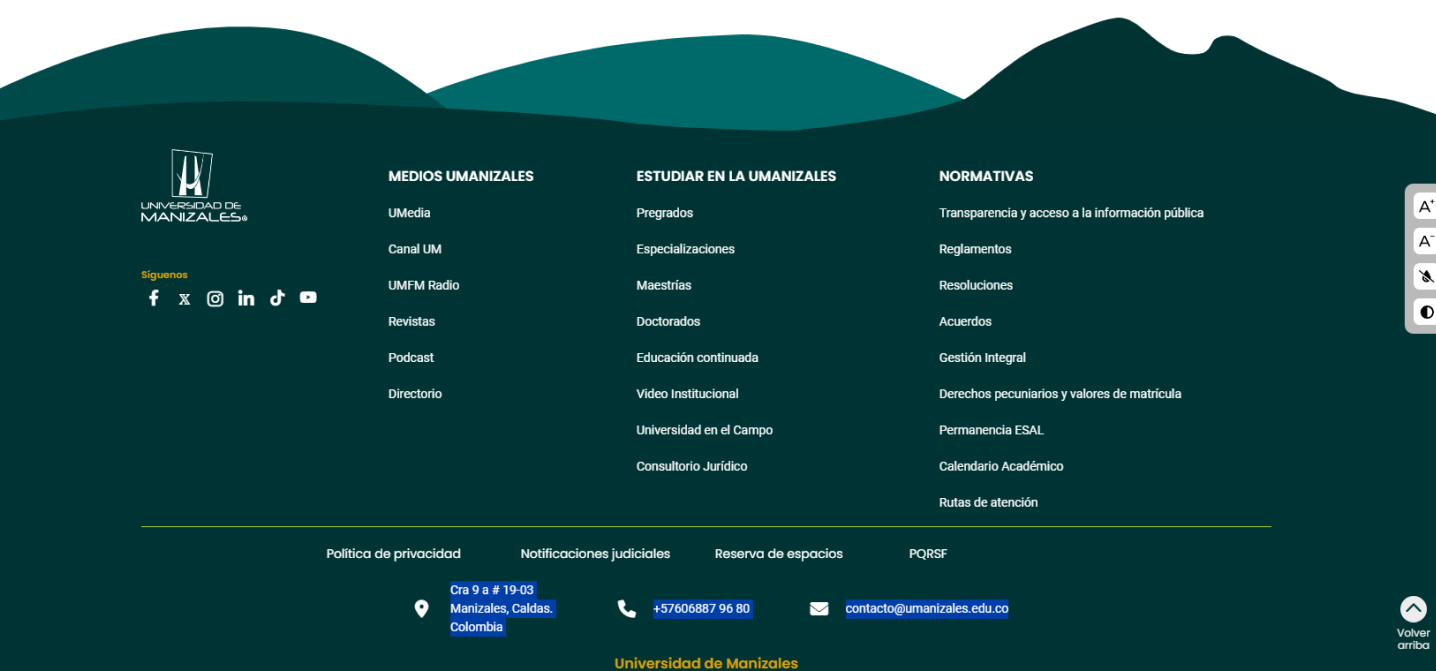 UNIVERSIDAD DE
MANIZALES®
Síguenos
MEDIOS UMANIZALES
UMedia
Canal UM
UMFM Radio
Revistas
Podcast
Directorio
ESTUDIAR EN LA UMANIZALES
Pregrados
Especializaciones
Maestrías
Doctorados
Educación continuada
Video Institucional
Universidad en el Campo
Consultorio Jurídico
NORMATIVAS
Transparencia y acceso a la información pública
Reglamentos
Resoluciones
Acuerdos
Gestión Integral
Derechos pecuniarios y valores de matrícula
Permanencia ESAL
Calendario Académico
Rutas de atención
A+
A-
Política de privacidad
Notificaciones judiciales
Reserva de espacios
PQRSF
Cra 9 a # 19-03
Manizales, Caldas.
Colombia
+57606887 96 80
contacto@umanizales.edu.co
Volver
arriba
Universidad de Manizales